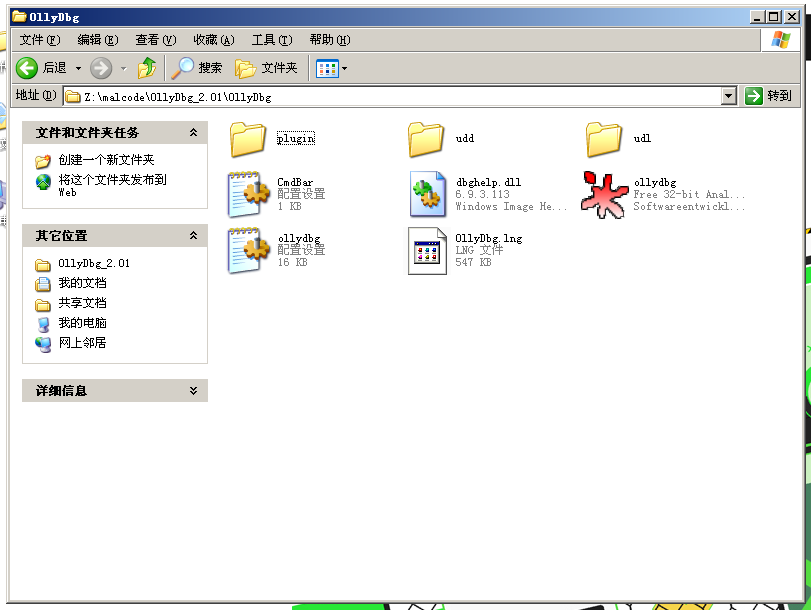 OllyDbg
文件(F) 编辑(E) 查看(V) 收藏(A) 工具(T) 帮助(H)
后退 搜索 文件夹
地址(D) Z:\malcode\OllyDbg_2.01\OllyDbg 转到
文件和文件夹任务
创建一个新文件夹
将这个文件夹发布到
Web
其它位置
OllyDbg_2.01
我的文档
共享文档
我的电脑
网上邻居
详细信息
plugin
udd
udl
CmdBar
配置设置
1 KB
dbghelp.dll
6.9.3.113
Windows Image He...
ollydbg
Free 32-bit Anal...
Softwareentwickl...
ollydbg
配置设置
16 KB
OllyDbg.lng
LNG 文件
547 KB